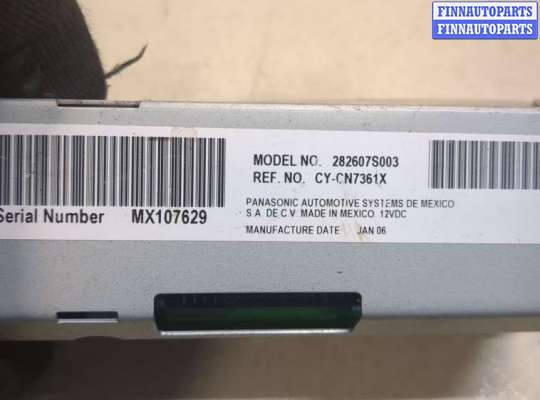 FINNAUTOPARTS
FINNAUTOPARTS
MODEL NO. 282607S003
REF. NO. CY-CN7361X
PANASONIC AUTOMOTIVE SYSTEMS DE MEXICO
S.A. DE C.V. MADE IN MEXICO 12VDC
MANUFACTURE DATE JAN 06
Serial Number MX107629